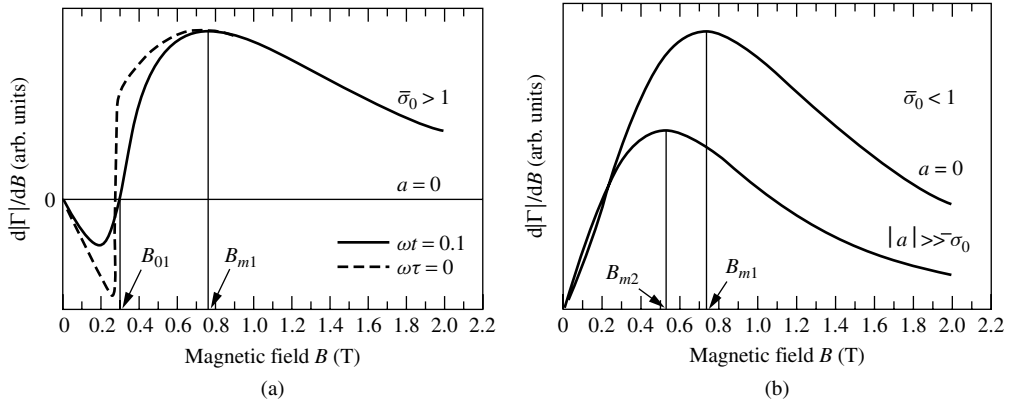 d|Γ|/dB (arb. units)
0
σ̅₀ > 1
a = 0
ωt = 0.1
ωτ = 0
B₀₁
Bₘ₁
0 0.2 0.4 0.6 0.8 1.0 1.2 1.4 1.6 1.8 2.0 2.2
Magnetic field B (T)
(a)
d|Γ|/dB (arb. units)
σ̅₀ < 1
a = 0
|a| >> ‾σ₀
Bₘ₂
Bₘ₁
0 0.2 0.4 0.6 0.8 1.0 1.2 1.4 1.6 1.8 2.0 2.2
Magnetic field B (T)
(b)